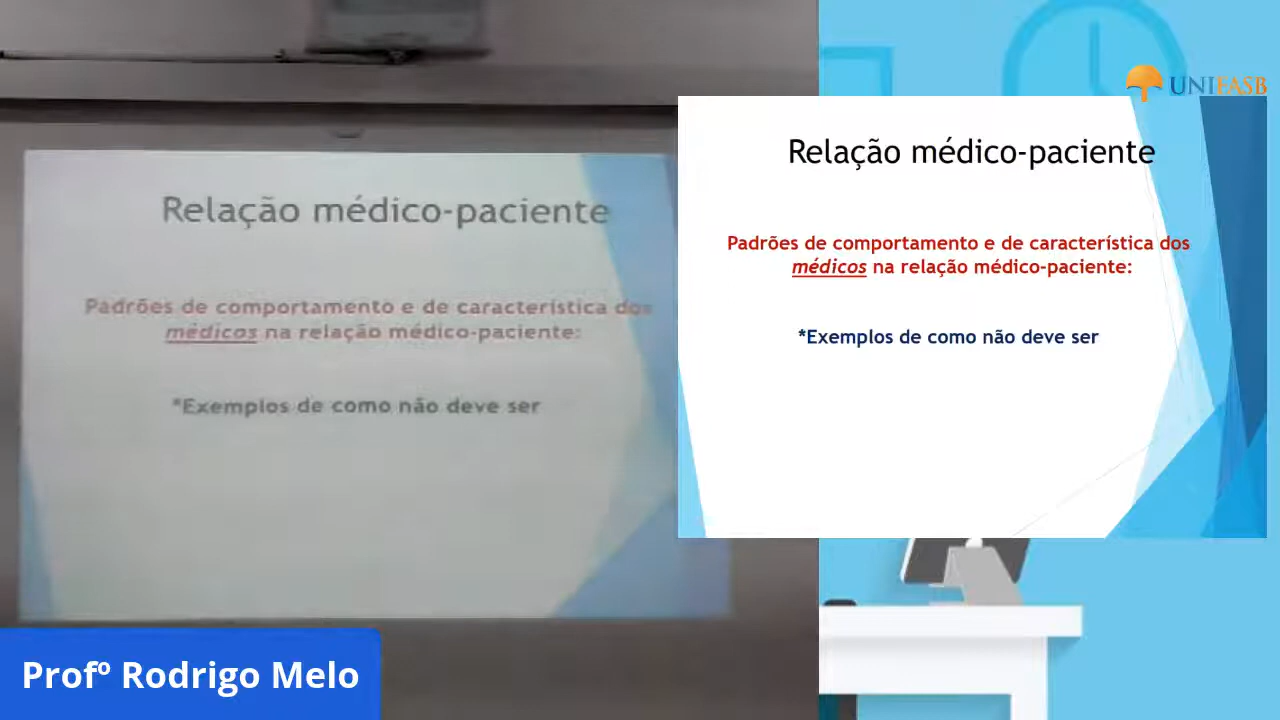 Relação médico-paciente
Padrões de comportamento e de característica dos
médicos na relação médico-paciente:
*Exemplos de como não deve ser
Profº Rodrigo Melo
UNIFASB
Relação médico-paciente
Padrões de comportamento e de característica dos
médicos na relação médico-paciente:
*Exemplos de como não deve ser